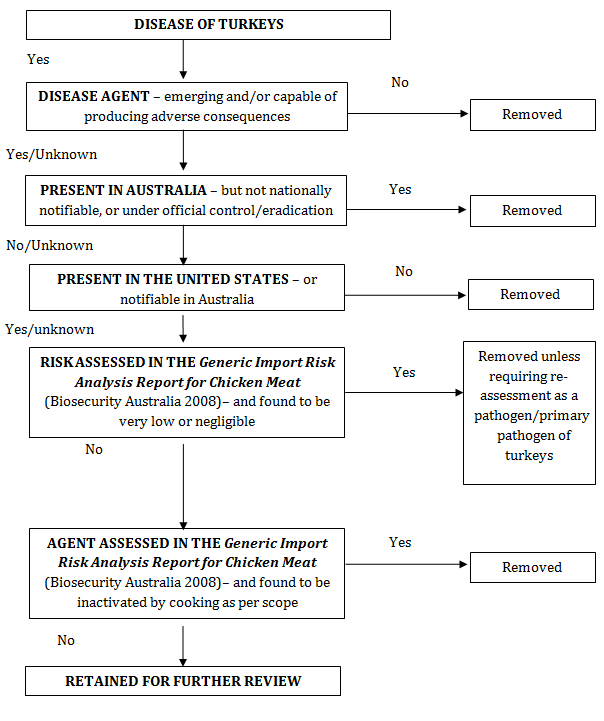 DISEASE OF TURKEYS
Yes
DISEASE AGENT – emerging and/or capable of
producing adverse consequences
No
Removed
Yes/Unknown
PRESENT IN AUSTRALIA – but not nationally
notifiable, or under official control/eradication
Yes
Removed
No/Unknown
PRESENT IN THE UNITED STATES – or
notifiable in Australia
No
Removed
Yes/unknown
RISK ASSESSED IN THE Generic Import Risk
Analysis Report for Chicken Meat
(Biosecurity Australia 2008)– and found to be
very low or negligible
Yes
Removed unless
requiring re-
assessment as a
pathogen/primary
pathogen of
turkeys
No
AGENT ASSESSED IN THE Generic Import
Risk Analysis Report for Chicken Meat
(Biosecurity Australia 2008)– and found to be
inactivated by cooking as per scope
Yes
Removed
No
RETAINED FOR FURTHER REVIEW